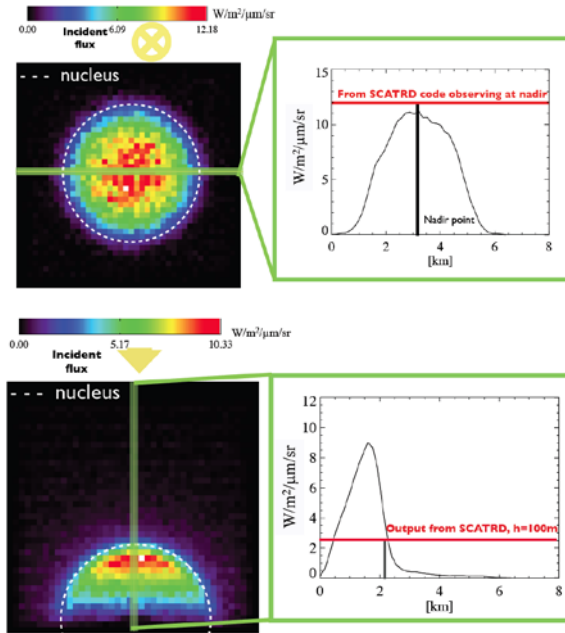 W/m²/μm/sr
0.00 6.09 12.18
Incident
flux
--- nucleus
15
10
5
0
W/m²/μm/sr
From SCATRD code observing at nadir
Nadir point
0 2 4 6 8
[km]
W/m²/μm/sr
0.00 5.17 10.33
Incident
flux
--- nucleus
12
9
8
6
4
2
0
W/m²/μm/sr
Output from SCATRD, h=100m
0 2 4 6 8
[km]